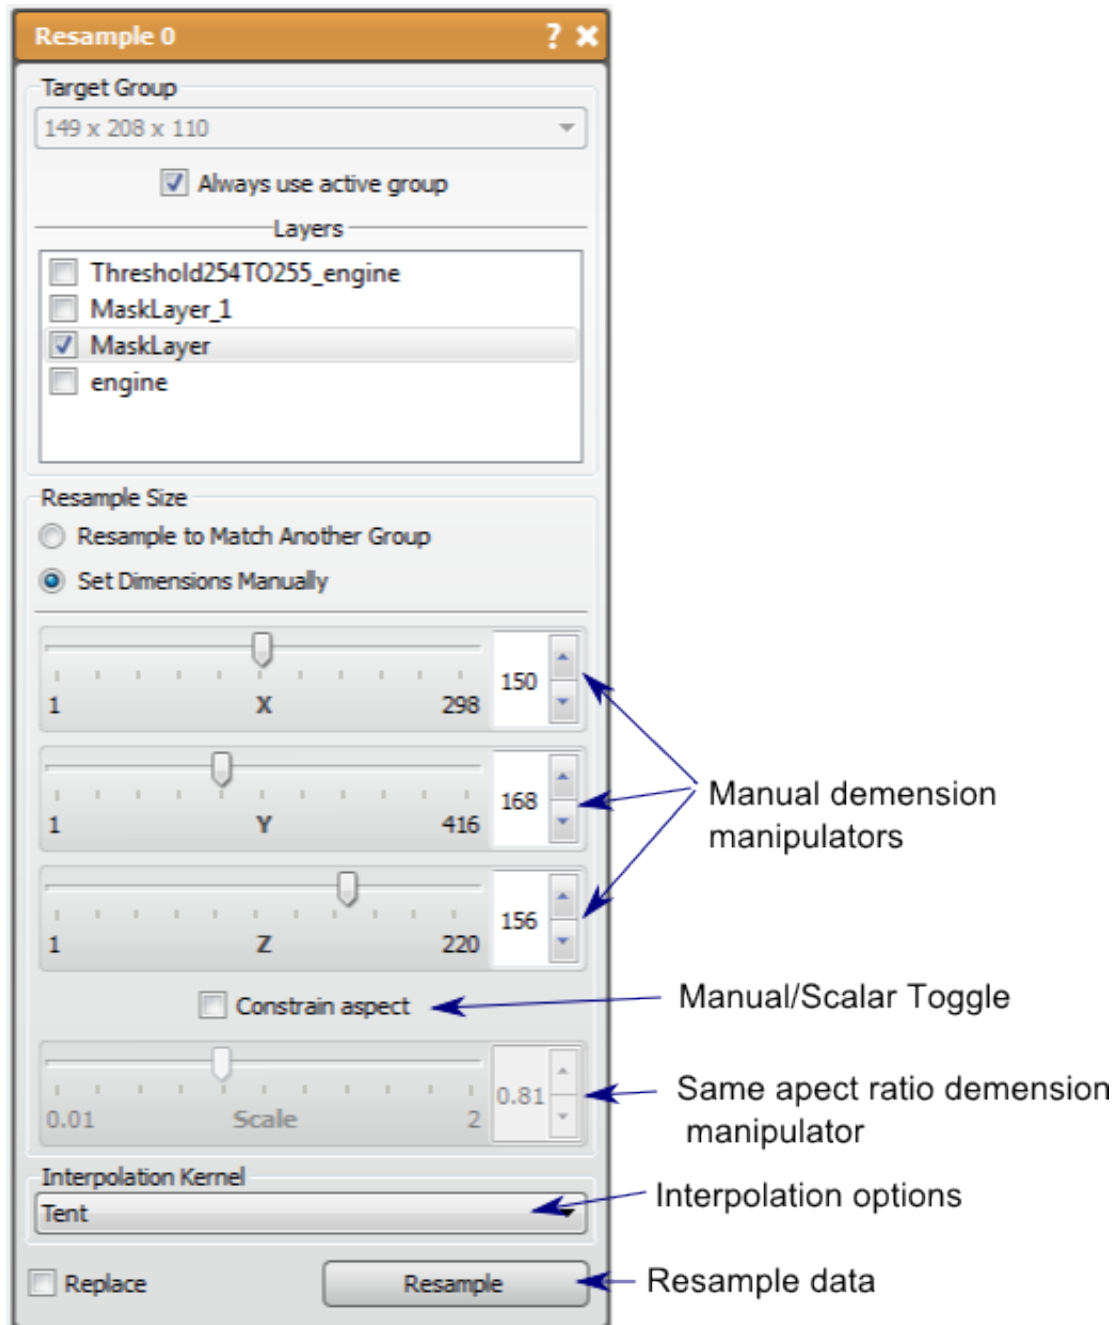 Resample 0 ? ×
Target Group
149 x 208 x 110
Always use active group
Layers
Threshold254TO255_engine
MaskLayer_1
MaskLayer
engine
Resample Size
Resample to Match Another Group
Set Dimensions Manually
1 X 298 150
1 Y 416 168
1 Z 220 156
Manual demension
manipulators
Constrain aspect
Manual/Scalar Toggle
0.01 Scale 2 0.81
Same apect ratio demension
manipulator
Interpolation Kernel
Tent
Interpolation options
Replace
Resample
Resample data